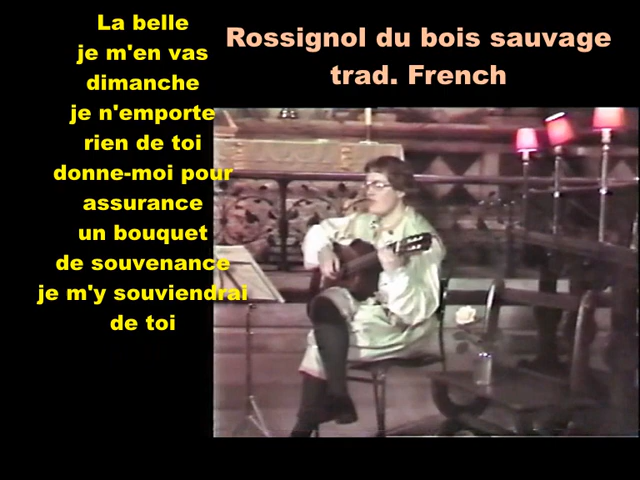 Rossignol du bois sauvage
trad. French
La belle
je m'en vas
dimanche
je n'emporte
rien de toi
donne-moi pour
assurance
un bouquet
de souvenance
je m'y souviendrai
de toi